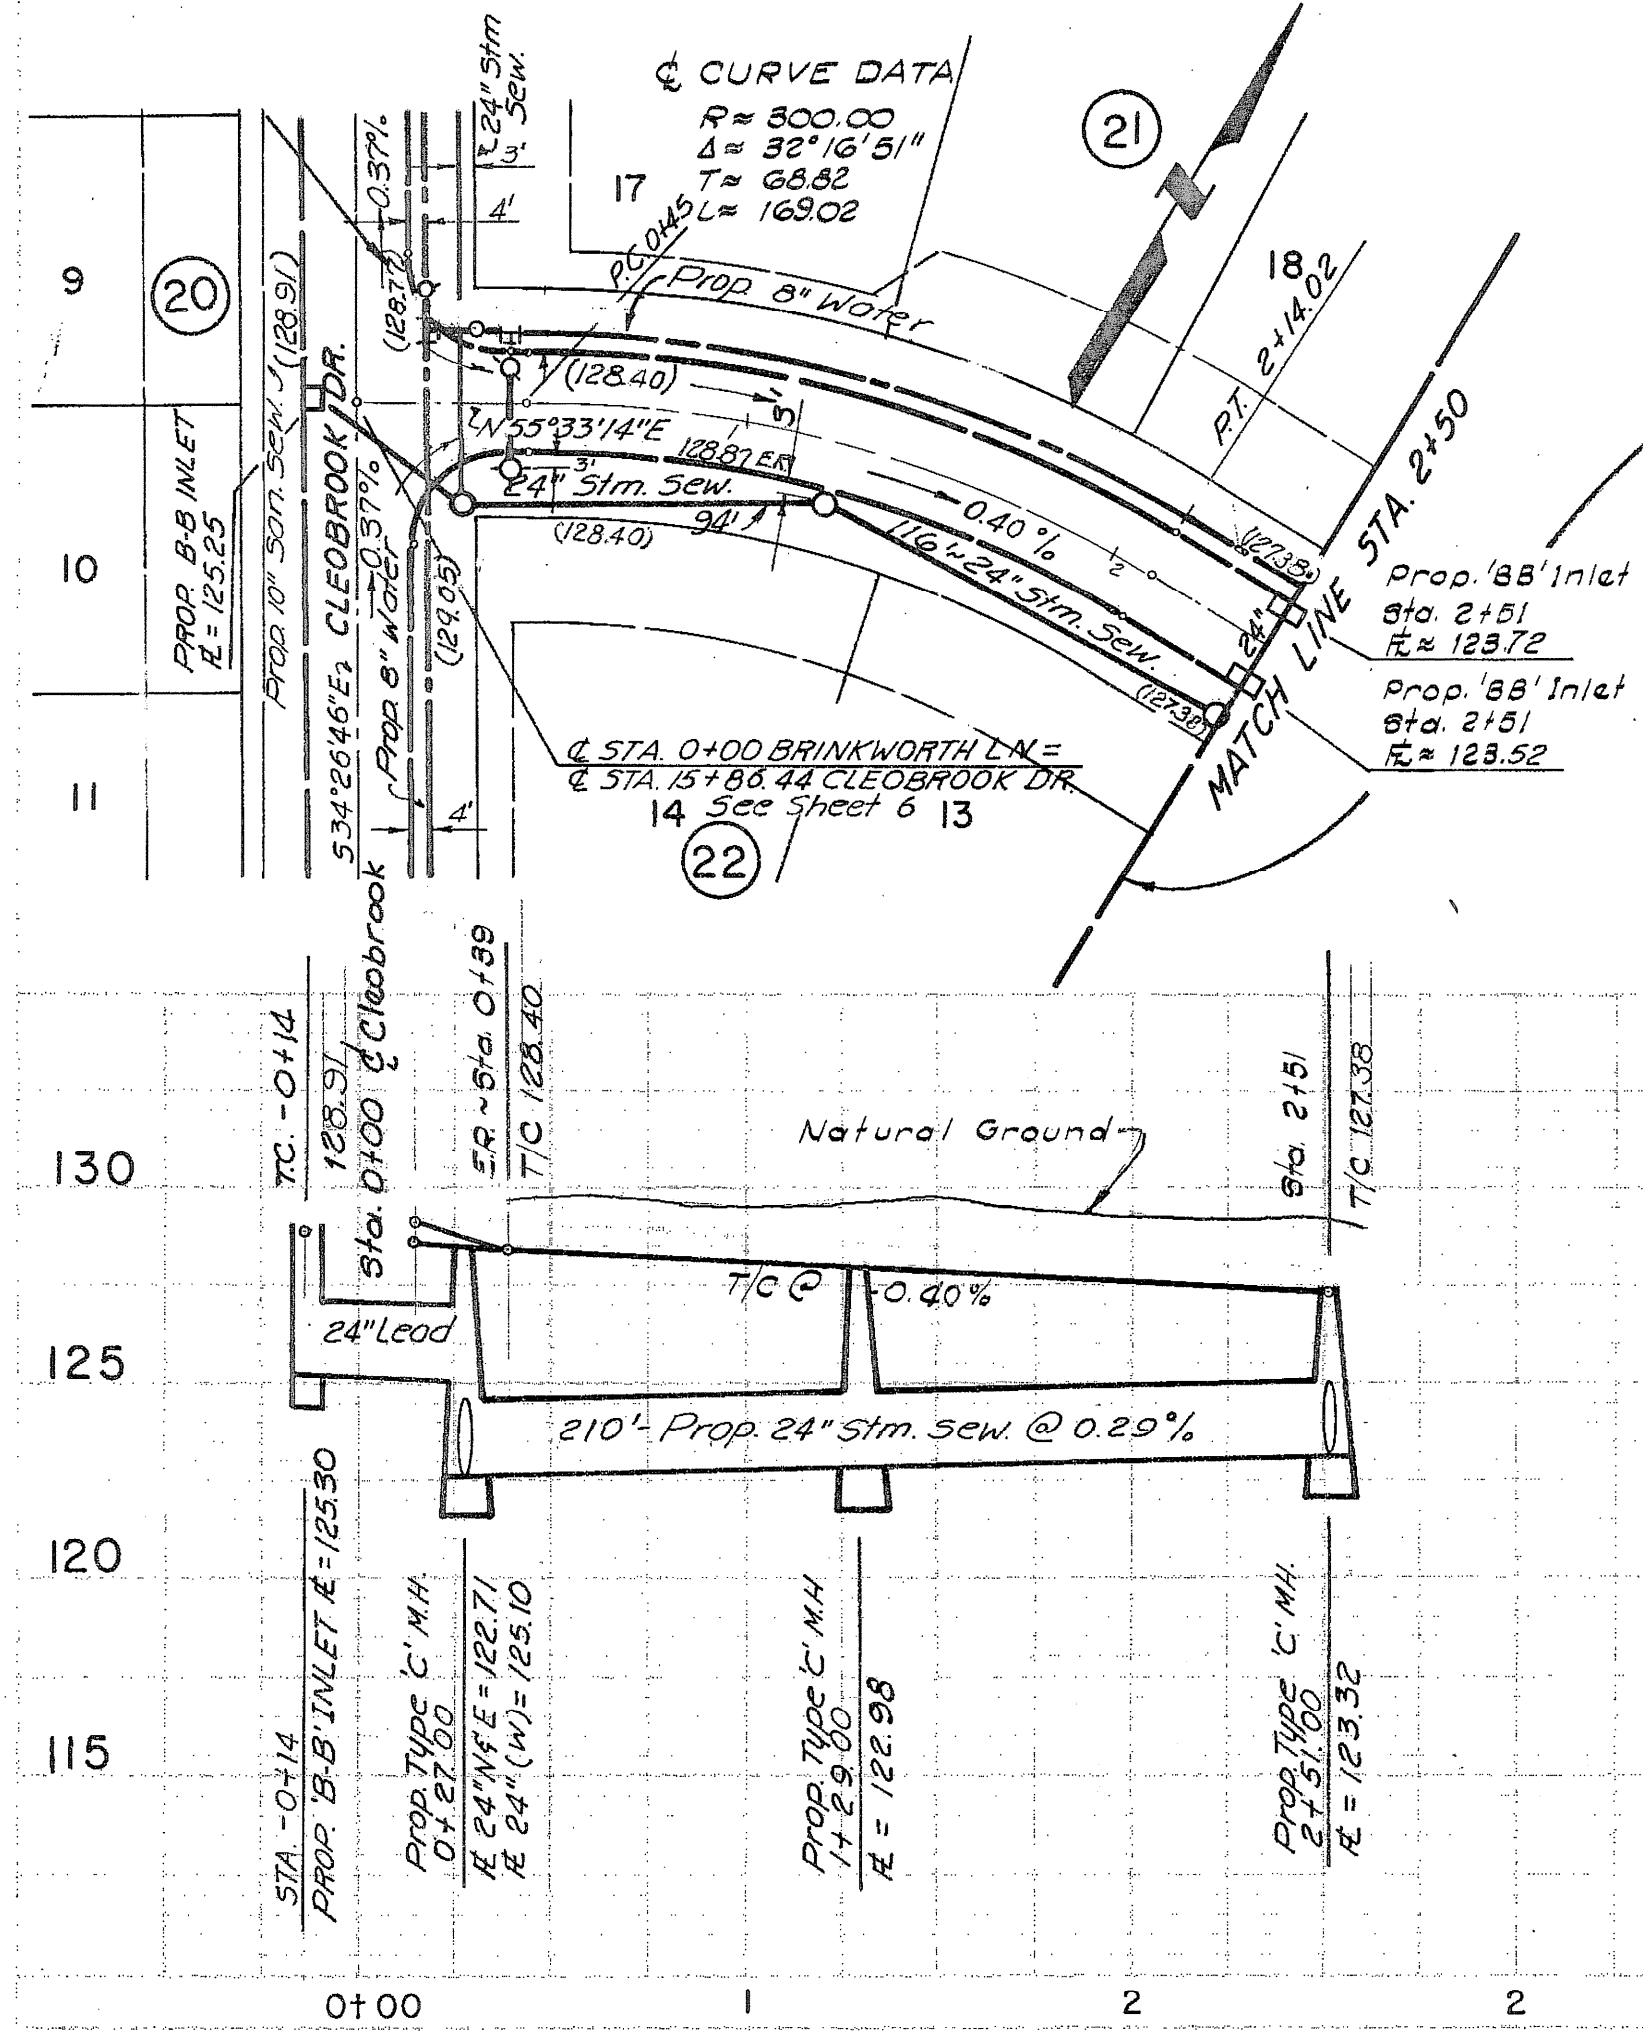 24" Stm
Sew.
℄ CURVE DATA
R = 300.00
Δ = 32°16'51"
T = 68.82
L = 169.02
21
0.37%
3'
4'
17
P.C. 0+45
18
9
20
(128.91)
(128.77)
Prop. 8" Water
P.T. 2+14.02
PROP. B-B INLET
F͟L = 125.25
Prop. 10" San. Sew.
CLEOBROOK DR.
S34°26'46"E
(128.40)
3'
N 55°33'14"E
128.87 ER
3'
24" Stm. Sew.
(128.40)
94'
0.40%
116'~24" Stm. Sew.
2
(127.38)
24"
(127.38)
MATCH LINE STA. 2+50
10
0.37%
Prop. 8" Water
(129.05)
Prop. 'BB' Inlet
Sta. 2+51
FL = 123.72
Prop. 'BB' Inlet
Sta. 2+51
FL = 123.52
11
4'
℄ STA. 0+00 BRINKWORTH LN =
℄ STA. 15+86.44 CLEOBROOK DR.
See Sheet 6
14
13
22
T.C. -0+14
128.91
Sta. 0+00 ℄ Cleobrook
E.R. ~ Sta. 0+39
T/C 128.40
Sta. 2+51
T/C 127.38
Natural Ground
130
T/C @ -0.40%
24" Lead
125
210'- Prop. 24" Stm. Sew. @ 0.29%
120
115
STA. -0+14
PROP. 'B-B' INLET FL = 125.30
Prop. Type 'C' M.H.
0+27.00
FL 24" N & E = 122.71
FL 24" (W) = 125.10
Prop. Type 'C' M.H
1+29.00
FL = 122.98
Prop. Type 'C' M.H.
2+51.00
FL = 123.32
0+00
1
2
2